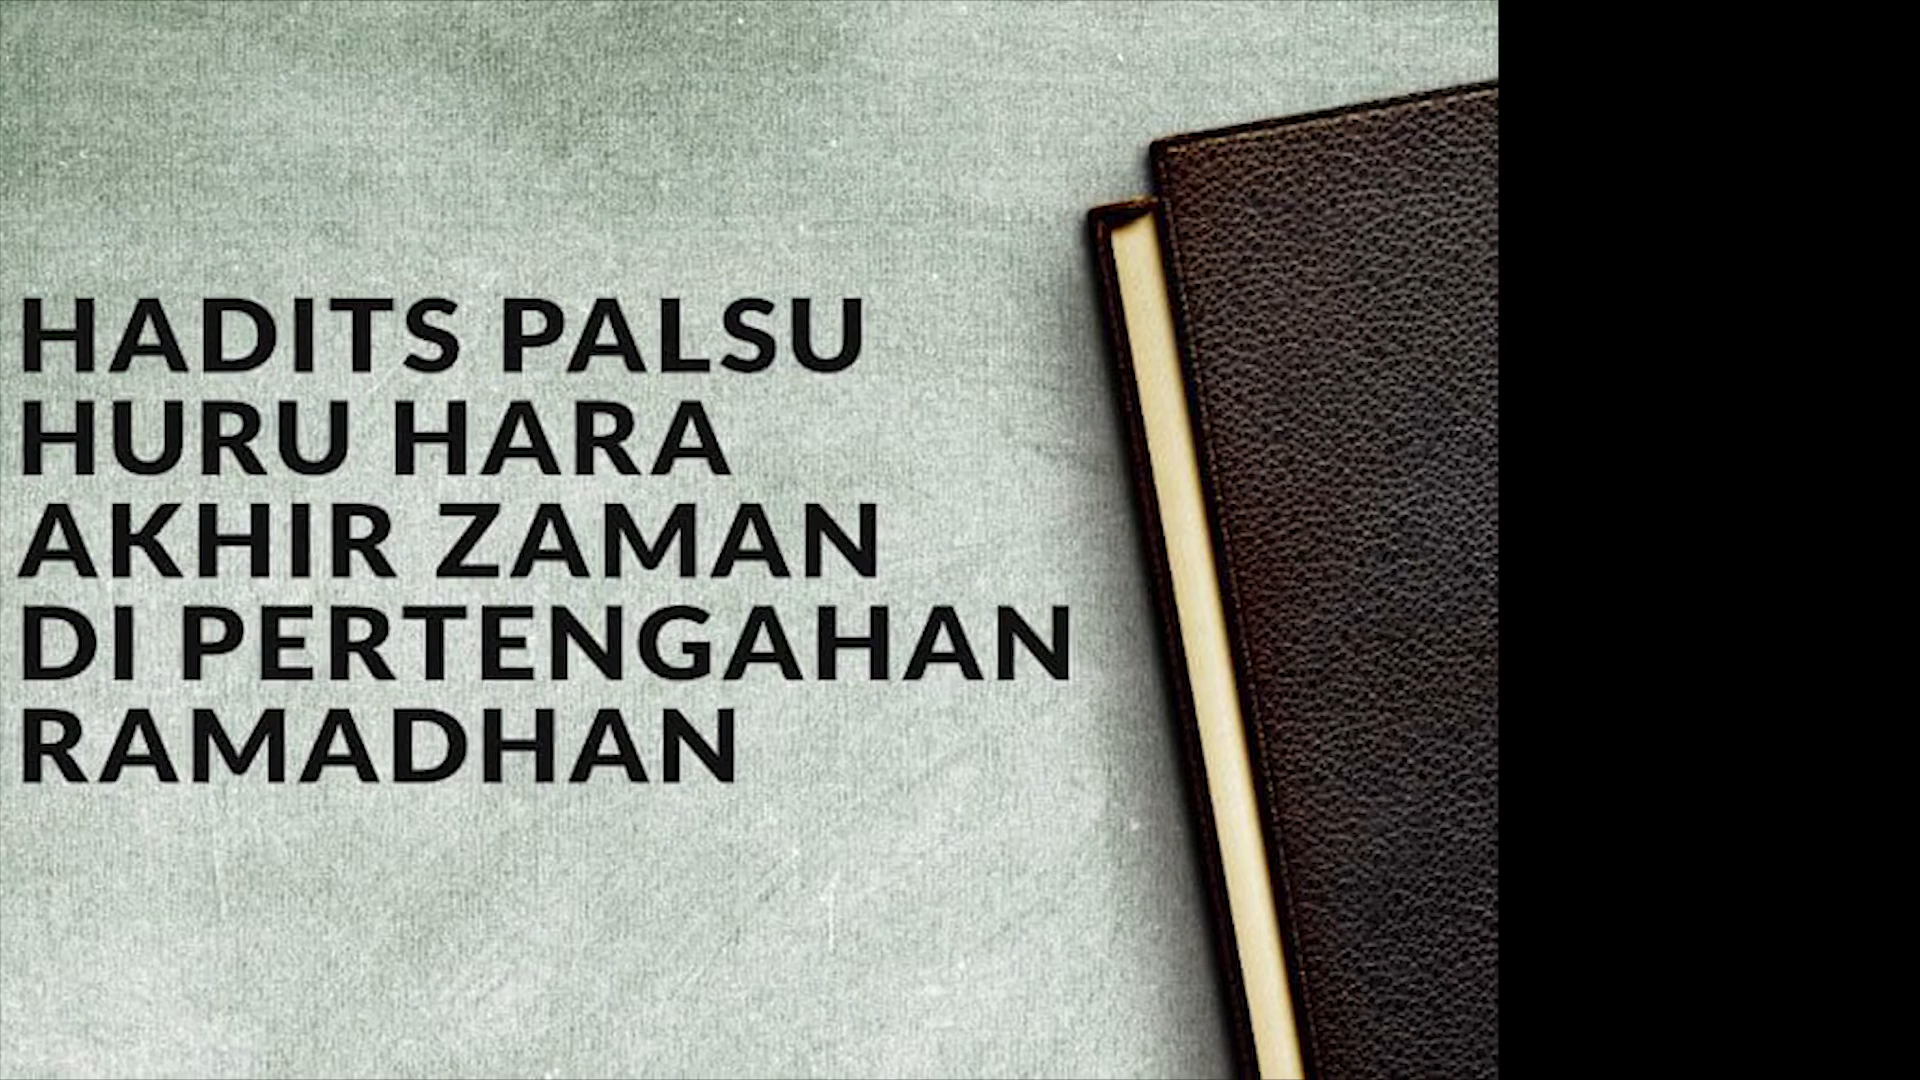 HADITS PALSU
HURU HARA
AKHIR ZAMAN
DI PERTENGAHAN
RAMADHAN